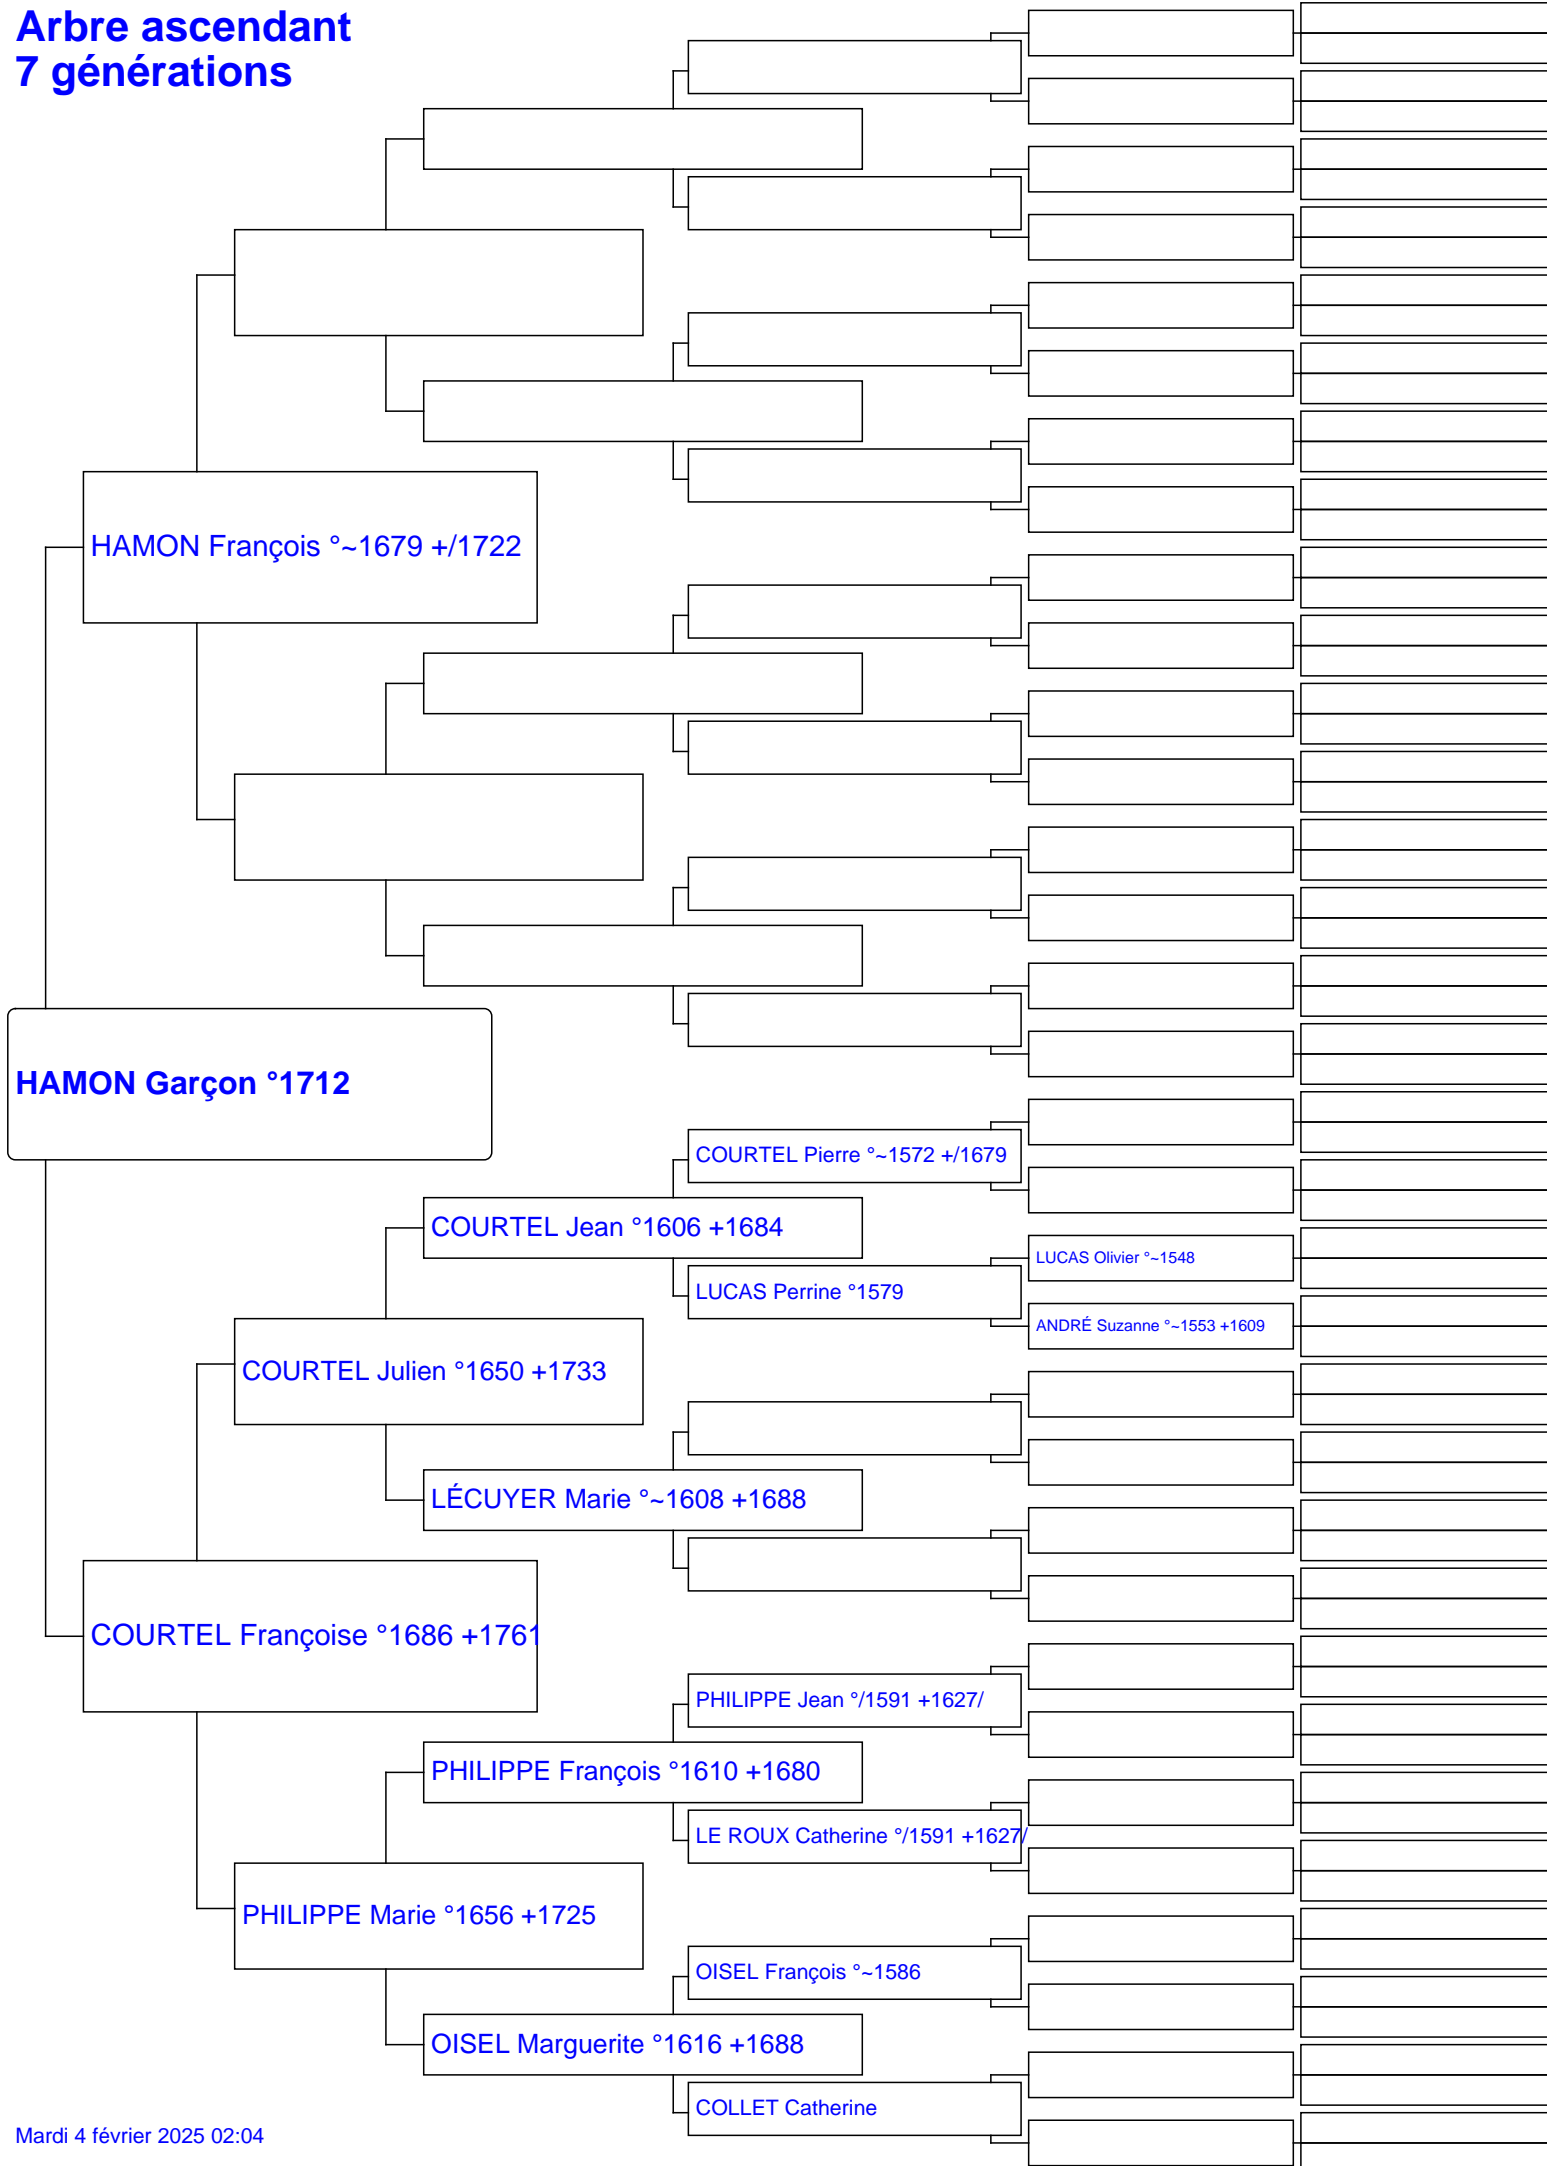 Arbre ascendant
7 générations
HAMON François °~1679 +/1722
HAMON Garçon °1712
COURTEL Pierre °~1572 +/1679
COURTEL Jean °1606 +1684
LUCAS Olivier °~1548
LUCAS Perrine °1579
ANDRÉ Suzanne °~1553 +1609
COURTEL Julien °1650 +1733
LÉCUYER Marie °~1608 +1688
COURTEL Françoise °1686 +1761
PHILIPPE Jean °/1591 +1627/
PHILIPPE François °1610 +1680
LE ROUX Catherine °/1591 +1627/
PHILIPPE Marie °1656 +1725
OISEL François °~1586
OISEL Marguerite °1616 +1688
COLLET Catherine
Mardi 4 février 2025 02:04